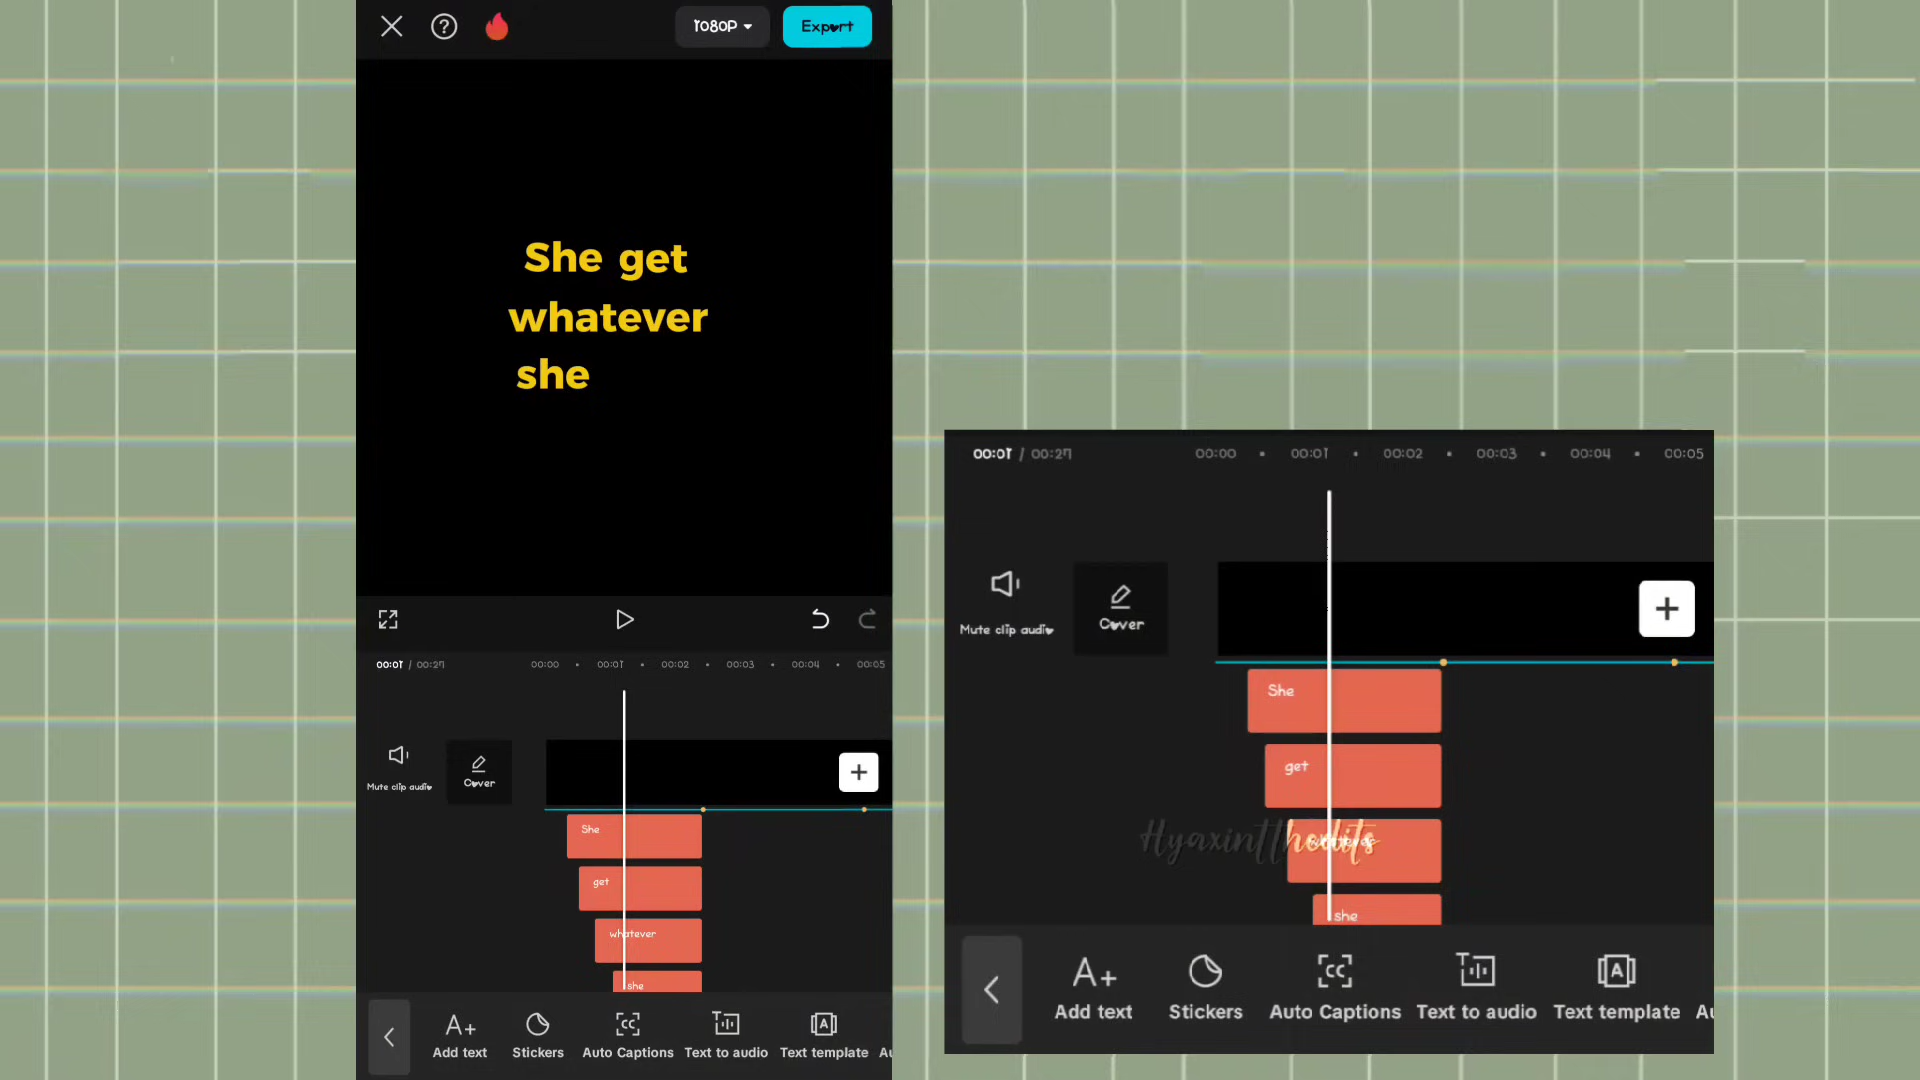 1080P
Export
She get
whatever
she
00:01 / 00:27
00:00 00:01 00:02 00:03 00:04 00:05
Mute clip audio
Cover
She
get
whatever
she
Add text
Stickers
Auto Captions
Text to audio
Text template
Au
00:01 / 00:27
00:00 00:01 00:02 00:03 00:04 00:05
Mute clip audio
Cover
She
get
Hyaxintthedits
she
Add text
Stickers
Auto Captions
Text to audio
Text template